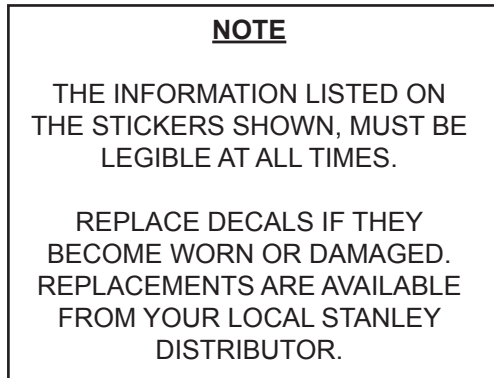 NOTE
THE INFORMATION LISTED ON
THE STICKERS SHOWN, MUST BE
LEGIBLE AT ALL TIMES.
REPLACE DECALS IF THEY
BECOME WORN OR DAMAGED.
REPLACEMENTS ARE AVAILABLE
FROM YOUR LOCAL STANLEY
DISTRIBUTOR.